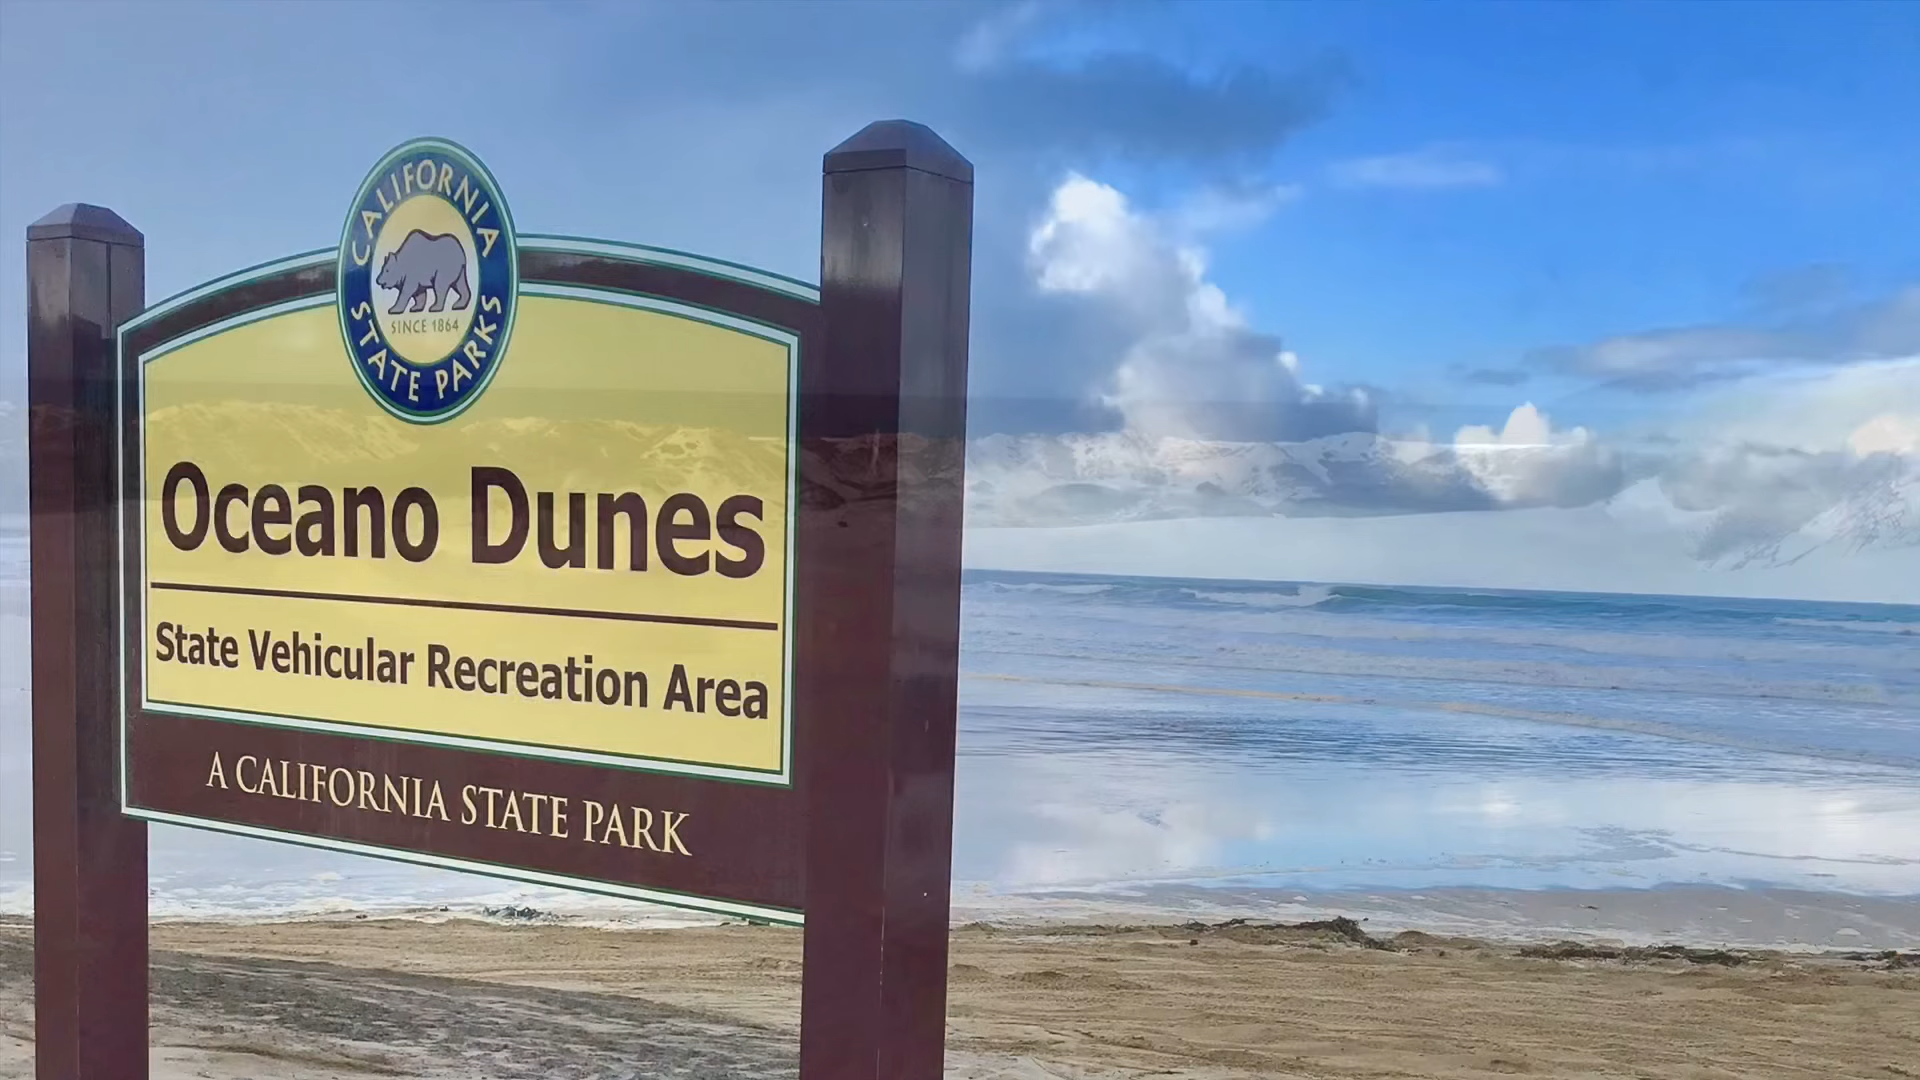 CALIFORNIA
SINCE 1864
STATE PARKS
Oceano Dunes
State Vehicular Recreation Area
A CALIFORNIA STATE PARK